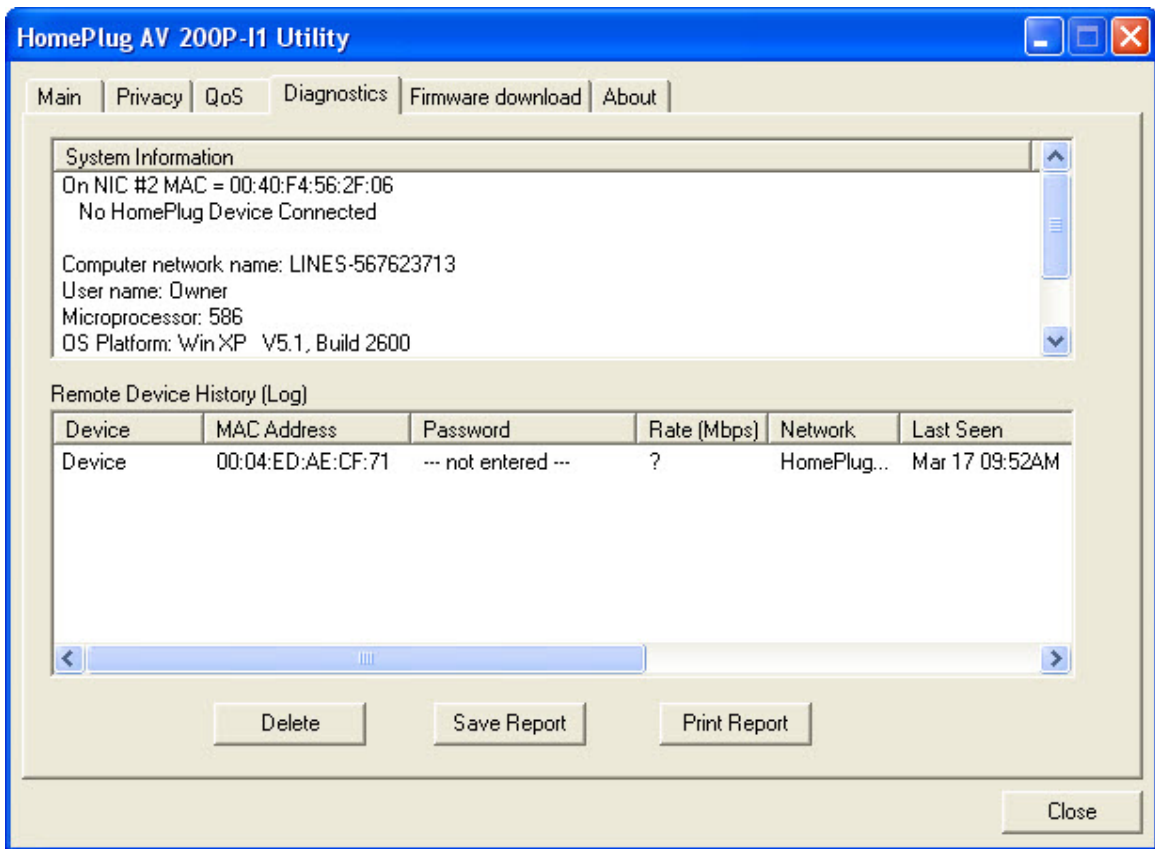 HomePlug AV 200P-I1 Utility
Main Privacy QoS Diagnostics Firmware download About
System Information
On NIC #2 MAC = 00:40:F4:56:2F:06
No HomePlug Device Connected
Computer network name: LINES-567623713
User name: Owner
Microprocessor: 586
OS Platform: Win XP V5.1, Build 2600
Remote Device History (Log)
Device MAC Address Password Rate (Mbps) Network Last Seen
Device 00:04:ED:AE:CF:71 --- not entered --- ? HomePlug... Mar 17 09:52AM
Delete Save Report Print Report
Close